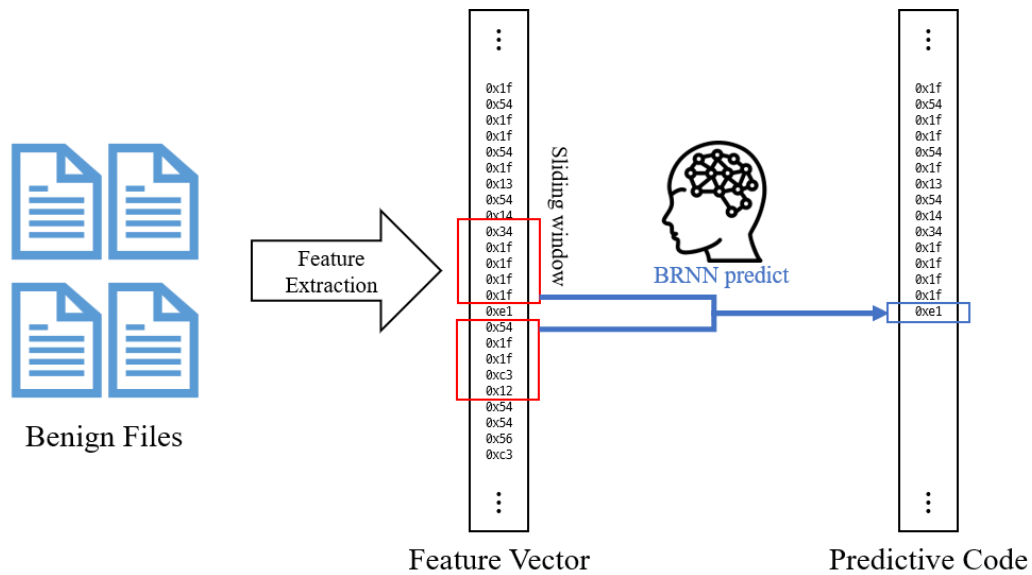 Benign Files
Feature
Extraction
⋮
0x1f
0x54
0x1f
0x1f
0x54
0x1f
0x13
0x54
0x14
0x34
0x1f
0x1f
0x1f
0x1f
0xe1
0x54
0x1f
0x1f
0xc3
0x12
0x54
0x54
0x56
0xc3
⋮
Feature Vector
Sliding window
BRNN predict
⋮
0x1f
0x54
0x1f
0x1f
0x54
0x1f
0x13
0x54
0x14
0x34
0x1f
0x1f
0x1f
0x1f
0xe1
⋮
Predictive Code